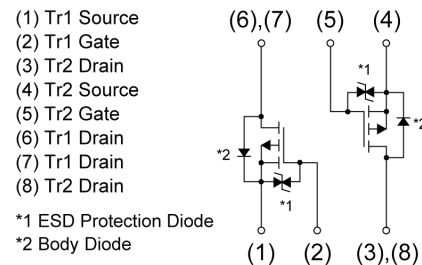 (1) Tr1 Source
(2) Tr1 Gate
(3) Tr2 Drain
(4) Tr2 Source
(5) Tr2 Gate
(6) Tr1 Drain
(7) Tr1 Drain
(8) Tr2 Drain
*1 ESD Protection Diode
*2 Body Diode
(6),(7) (5) (4)
*1
*2
*2
*1
(1) (2) (3),(8)